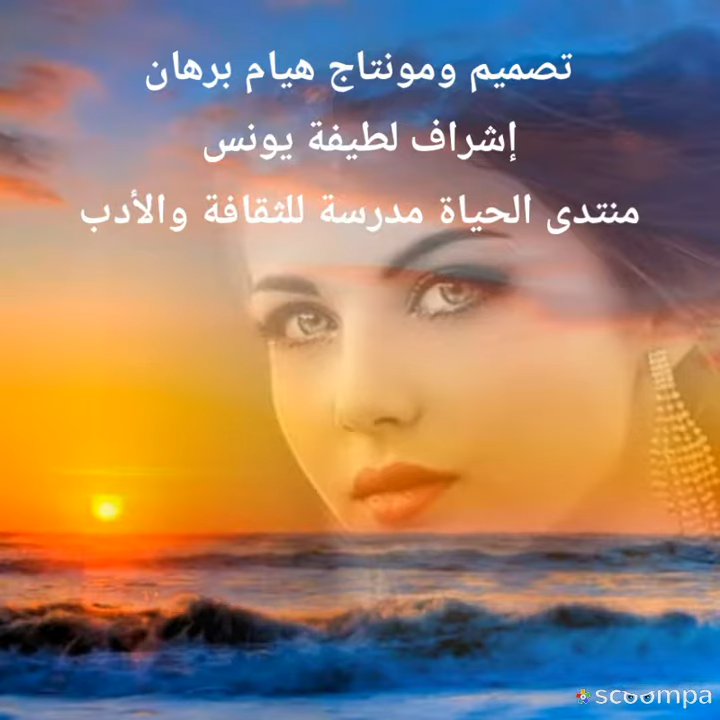 تصميم ومونتاج هيام برهان
إشراف لطيفة يونس
منتدى الحياة مدرسة للثقافة والأدب
scoompa